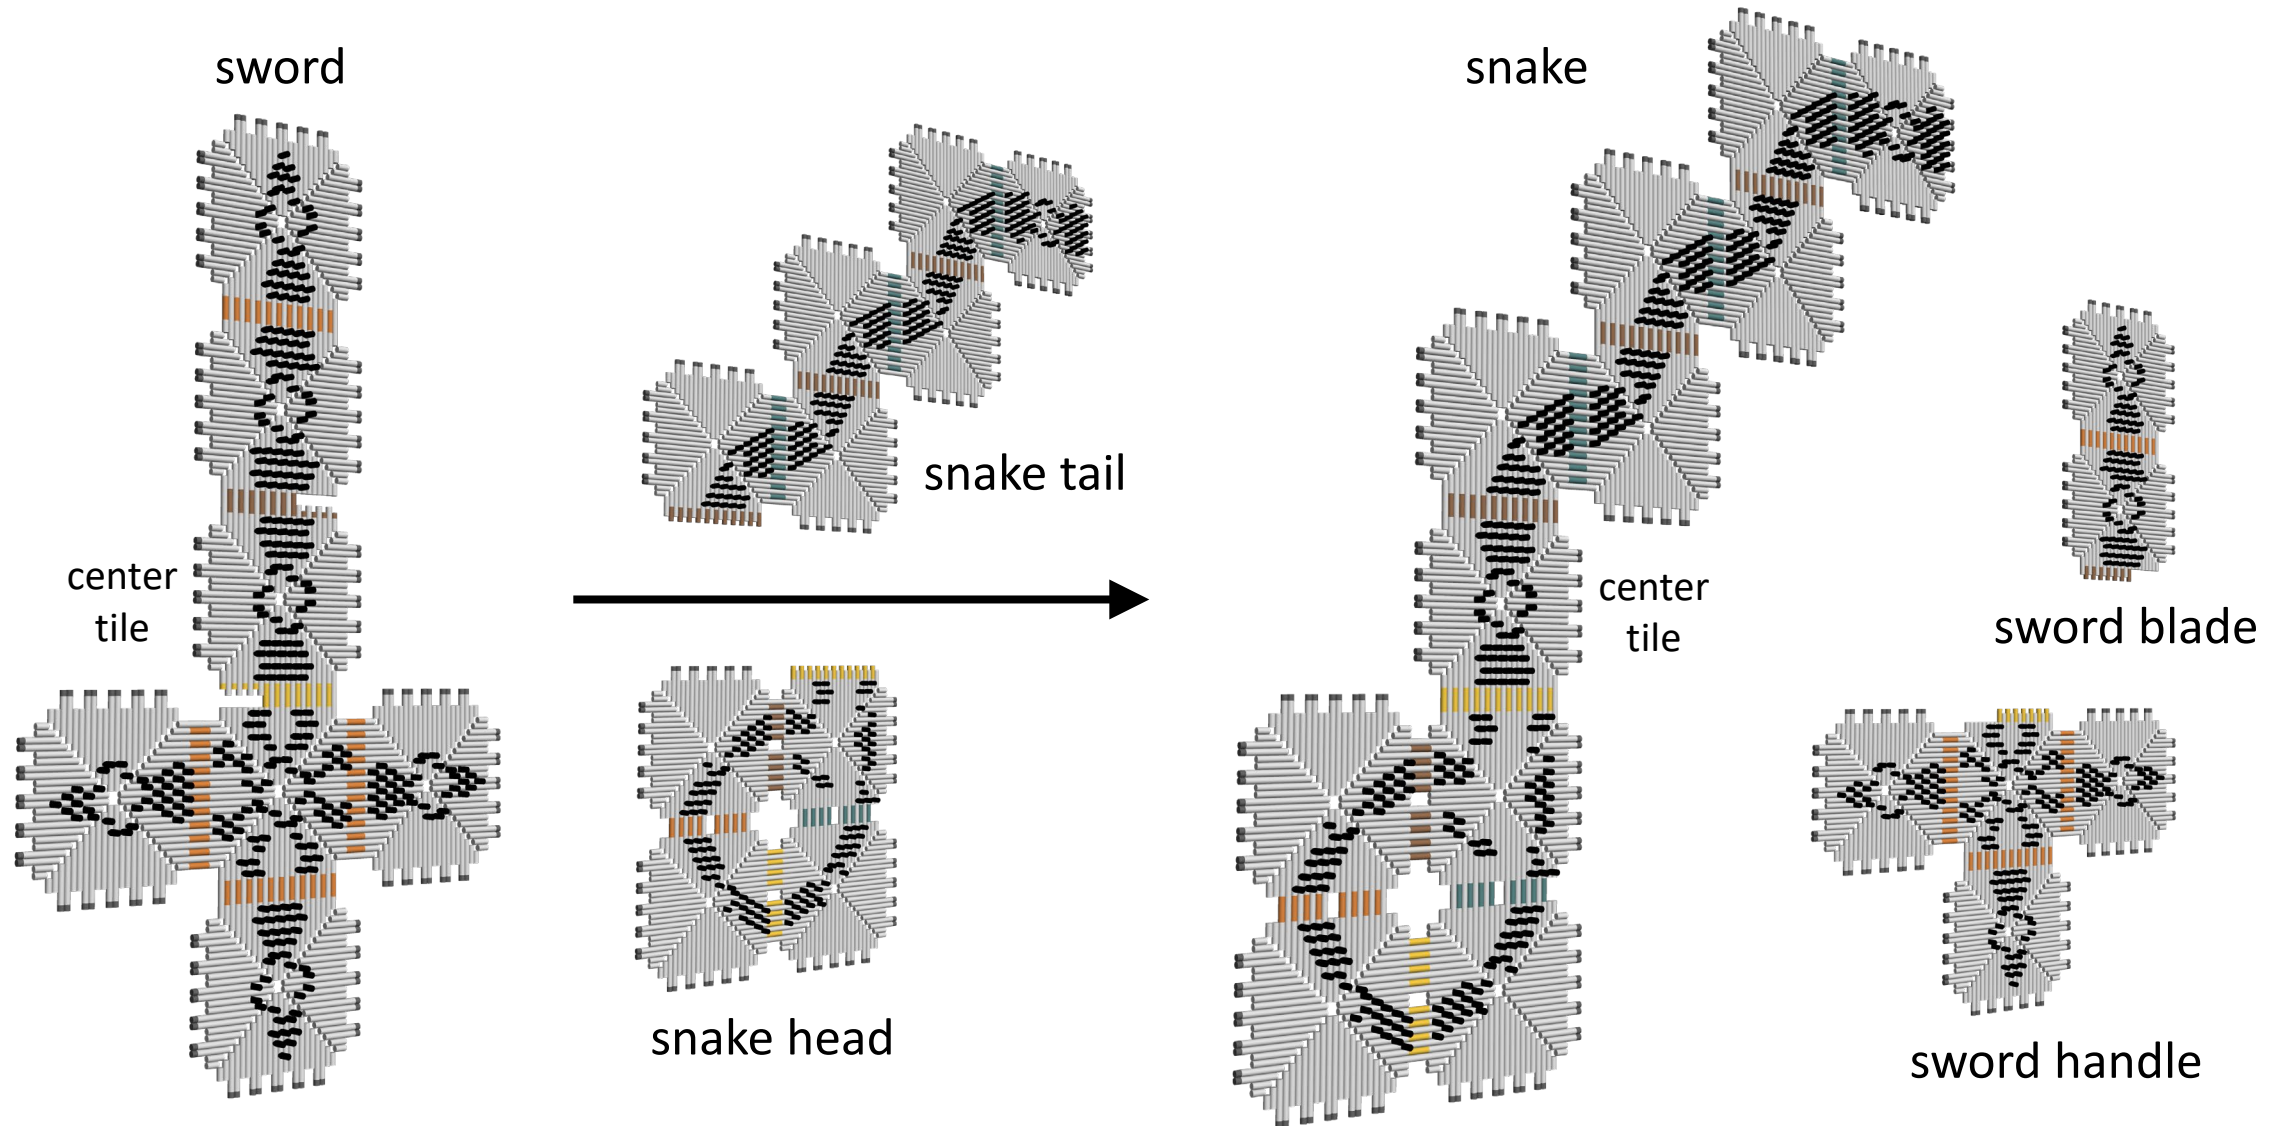 sword
snake
snake tail
center
tile
center
tile
sword blade
snake head
sword handle